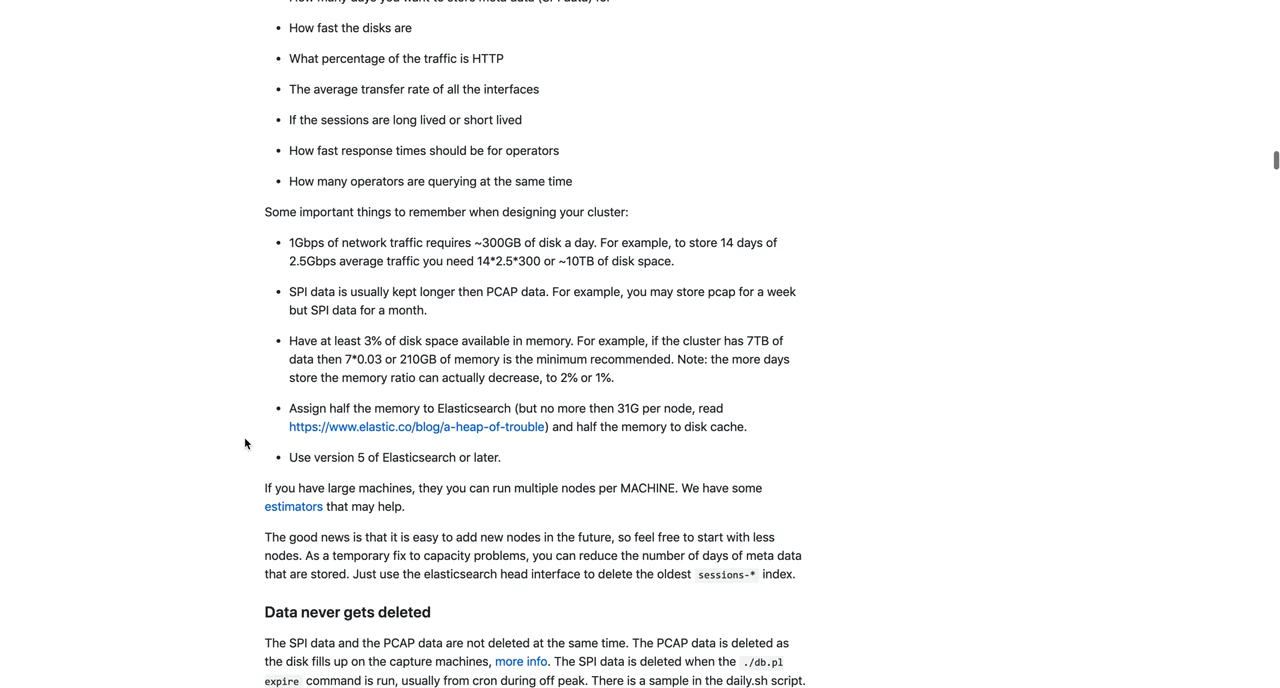 How many days you want to store meta data (SPI data) for
• How fast the disks are
• What percentage of the traffic is HTTP
• The average transfer rate of all the interfaces
• If the sessions are long lived or short lived
• How fast response times should be for operators
• How many operators are querying at the same time
Some important things to remember when designing your cluster:
• 1Gbps of network traffic requires ~300GB of disk a day. For example, to store 14 days of
2.5Gbps average traffic you need 14*2.5*300 or ~10TB of disk space.
• SPI data is usually kept longer then PCAP data. For example, you may store pcap for a week
but SPI data for a month.
• Have at least 3% of disk space available in memory. For example, if the cluster has 7TB of
data then 7*0.03 or 210GB of memory is the minimum recommended. Note: the more days
store the memory ratio can actually decrease, to 2% or 1%.
• Assign half the memory to Elasticsearch (but no more then 31G per node, read
https://www.elastic.co/blog/a-heap-of-trouble) and half the memory to disk cache.
• Use version 5 of Elasticsearch or later.
If you have large machines, they you can run multiple nodes per MACHINE. We have some
estimators that may help.
The good news is that it is easy to add new nodes in the future, so feel free to start with less
nodes. As a temporary fix to capacity problems, you can reduce the number of days of meta data
that are stored. Just use the elasticsearch head interface to delete the oldest sessions-* index.
Data never gets deleted
The SPI data and the PCAP data are not deleted at the same time. The PCAP data is deleted as
the disk fills up on the capture machines, more info. The SPI data is deleted when the ./db.pl
expire command is run, usually from cron during off peak. There is a sample in the daily.sh script.